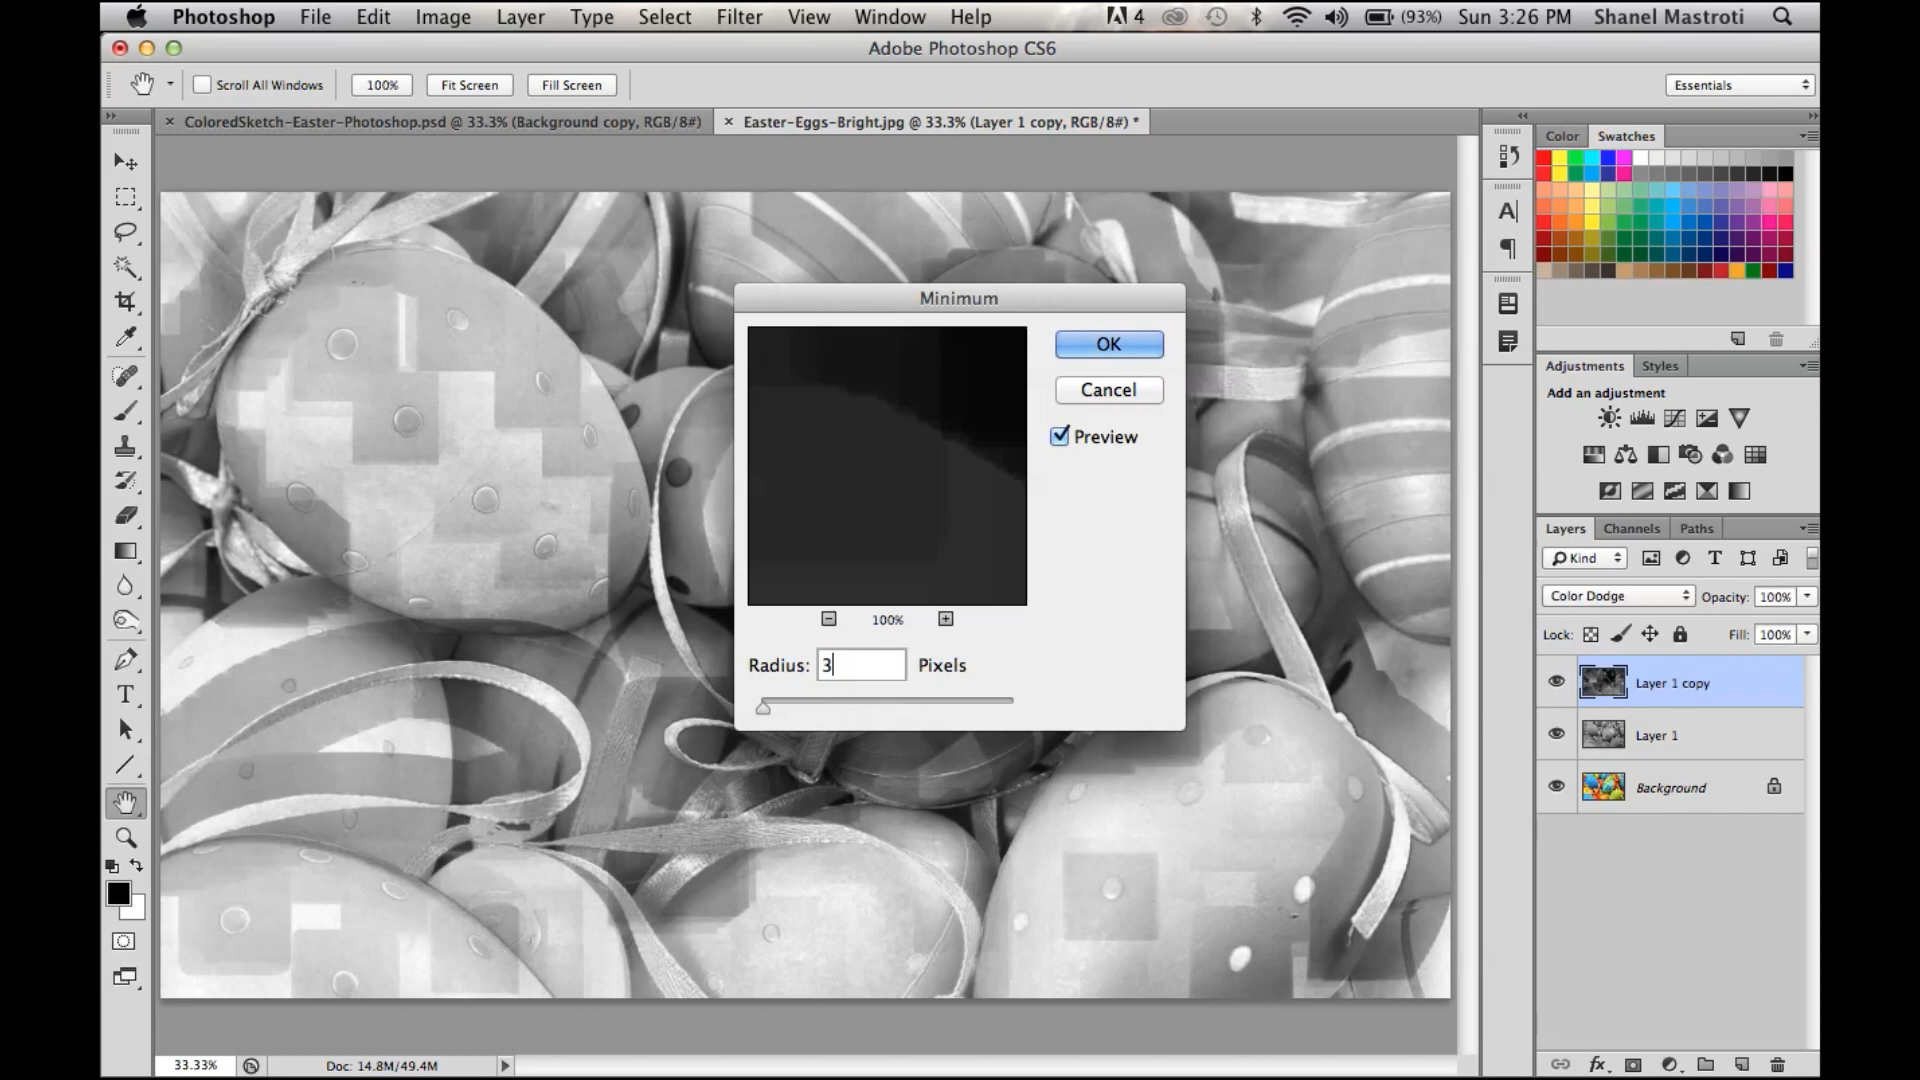 Photoshop File Edit Image Layer Type Select Filter View Window Help 4 (93%) Sun 3:26 PM Shanel Mastroti
Adobe Photoshop CS6
Scroll All Windows 100% Fit Screen Fill Screen Essentials
ColoredSketch-Easter-Photoshop.psd @ 33.3% (Background copy, RGB/8#) Easter-Eggs-Bright.jpg @ 33.3% (Layer 1 copy, RGB/8#) *
Color Swatches
Minimum
OK
Cancel
Preview
100%
Radius: 3 Pixels
Adjustments Styles
Add an adjustment
Layers Channels Paths
Kind
Color Dodge Opacity: 100%
Lock: Fill: 100%
Layer 1 copy
Layer 1
Background
33.33% Doc: 14.8M/49.4M